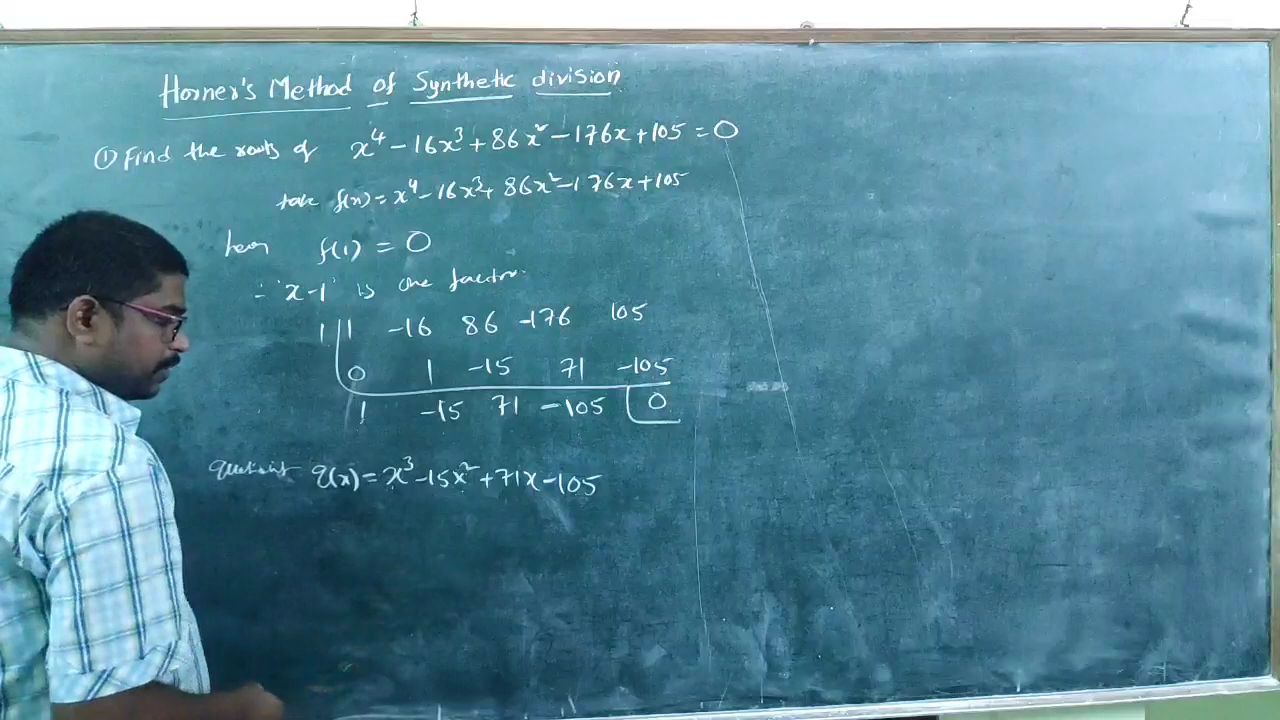 Horner's Method of Synthetic division
① Find the roots of x⁴ - 16x³ + 86x² - 176x + 105 = 0
take f(x) = x⁴ - 16x³ + 86x² - 176x + 105
f(1) = 0
∴ 'x-1' is one factor.
1 | 1 -16 86 -176 105
0 1 -15 71 -105
1 -15 71 -105 0
q(x) = x³ - 15x² + 71x - 105